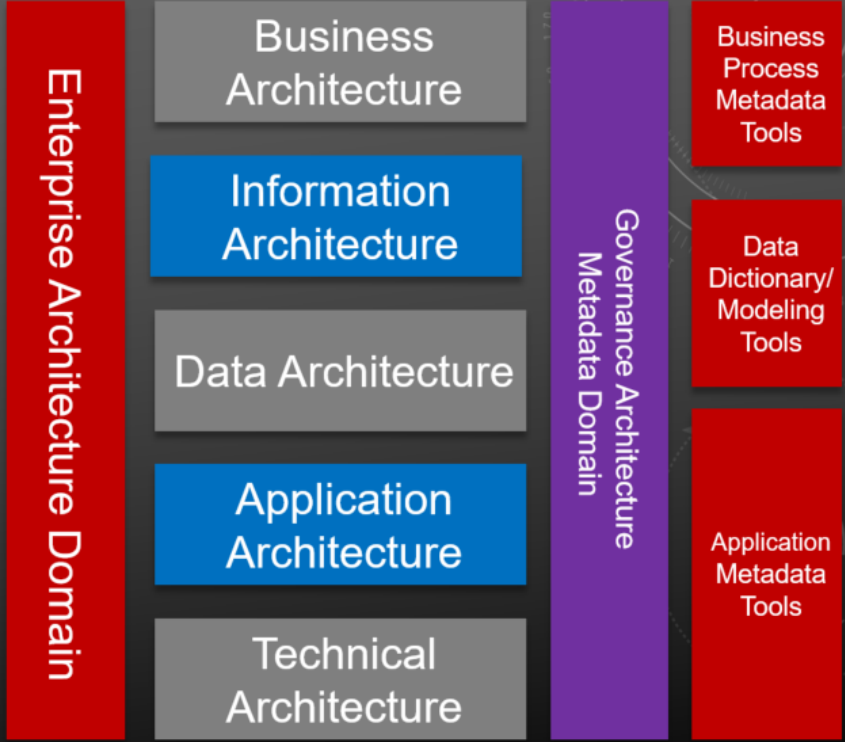 Enterprise Architecture Domain
Business
Architecture
Information
Architecture
Data Architecture
Application
Architecture
Technical
Architecture
Governance Architecture
Metadata Domain
Business
Process
Metadata
Tools
Data
Dictionary/
Modeling
Tools
Application
Metadata
Tools